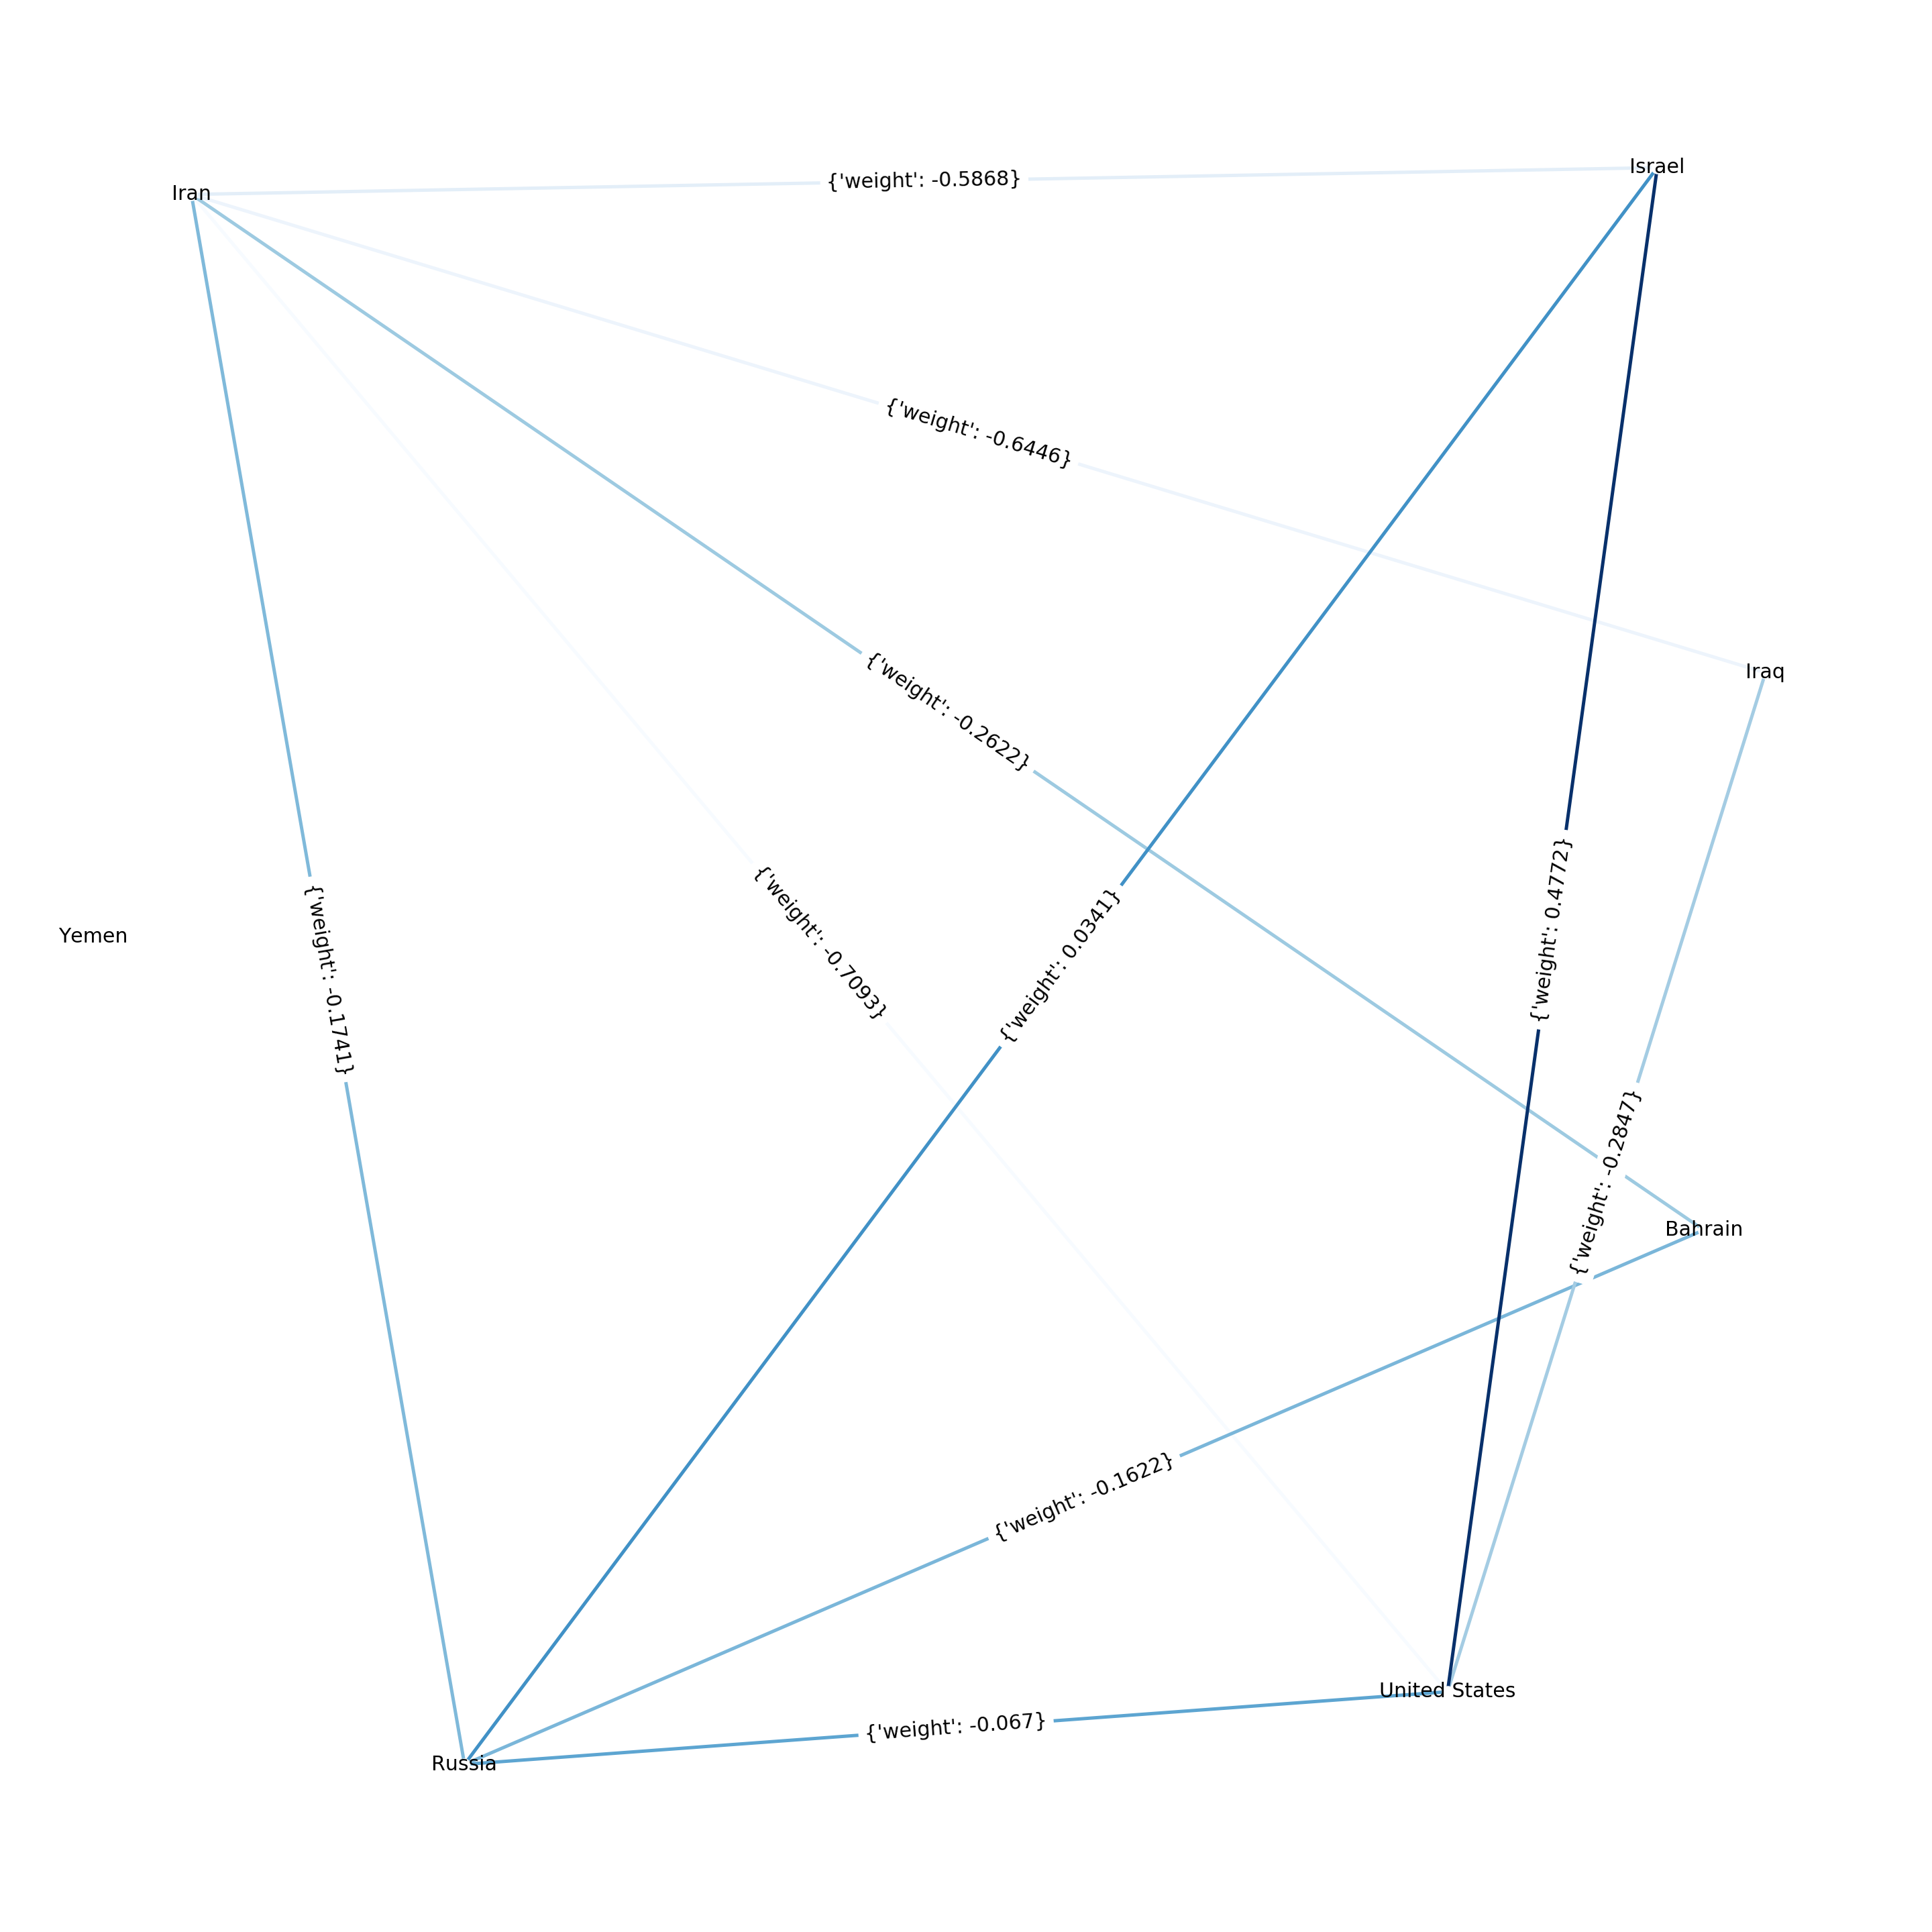 Israel
{'weight': -0.5868}
Iran
{'weight': -0.6446}
Iraq
{'weight': -0.2622}
{'weight': 0.4772}
Yemen
{'weight': -0.7093}
{'weight': 0.0341}
{'weight': -0.1741}
{'weight': -0.2847}
Bahrain
{'weight': -0.1622}
United States
{'weight': -0.067}
Russia